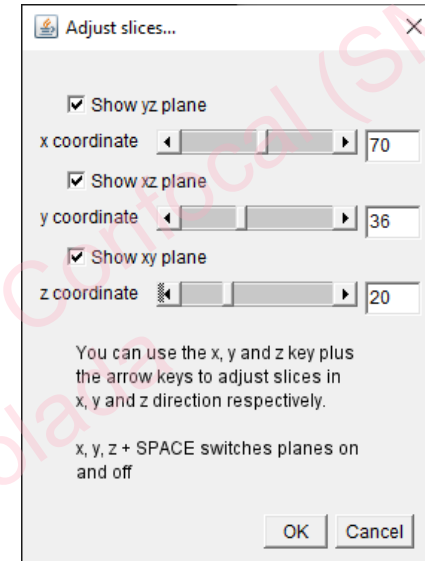 Adjust slices...
Show yz plane
x coordinate 70
Show xz plane
y coordinate 36
Show xy plane
z coordinate 20
You can use the x, y and z key plus
the arrow keys to adjust slices in
x, y and z direction respectively.
x, y, z + SPACE switches planes on
and off
OK Cancel
Confocal